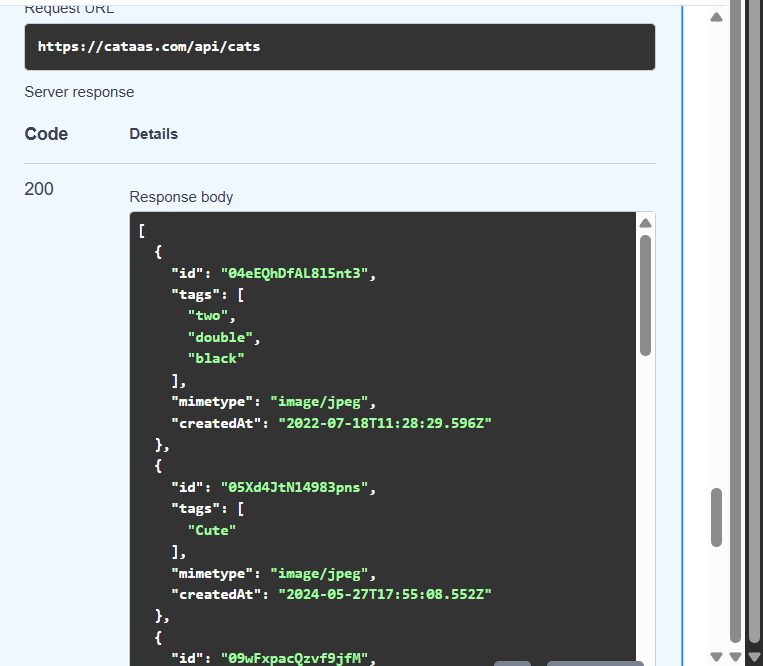 Request URL
https://cataas.com/api/cats
Server response
Code Details
200
Response body
[
{
"id": "04eEQhDfAL8l5nt3",
"tags": [
"two",
"double",
"black"
],
"mimetype": "image/jpeg",
"createdAt": "2022-07-18T11:28:29.596Z"
},
{
"id": "05Xd4JtN14983pns",
"tags": [
"Cute"
],
"mimetype": "image/jpeg",
"createdAt": "2024-05-27T17:55:08.552Z"
},
{
"id": "09wFxpacQzvf9jfM",